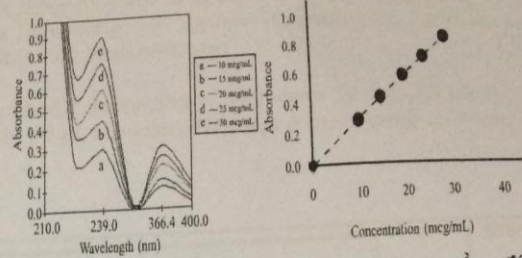 1.0
0.9
0.8
0.7
0.6
0.5
0.4
0.3
0.2
0.1
0.0
Absorbance
e
d
c
b
a
210.0 239.0 366.4 400.0
Wavelength (nm)
a — 10 mcg/mL
b — 15 mcg/mL
c — 20 mcg/mL
d — 25 mcg/mL
e — 30 mcg/mL
1.0
0.8
0.6
0.4
0.2
0.0
Absorbance
0 10 20 30 40
Concentration (mcg/mL)